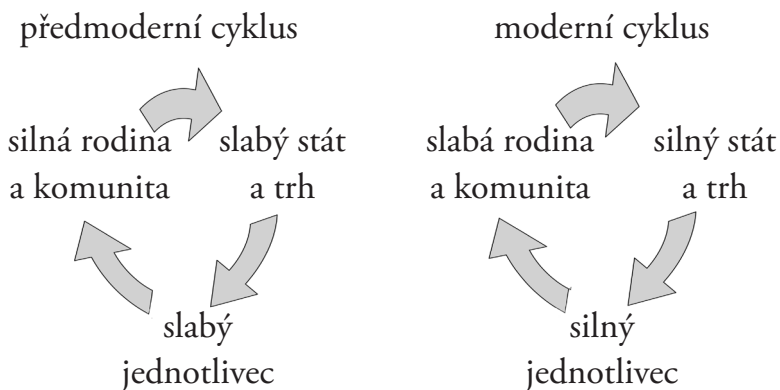 předmoderní cyklus
silná rodina
a komunita
slabý stát
a trh
slabý
jednotlivec
moderní cyklus
slabá rodina
a komunita
silný stát
a trh
silný
jednotlivec